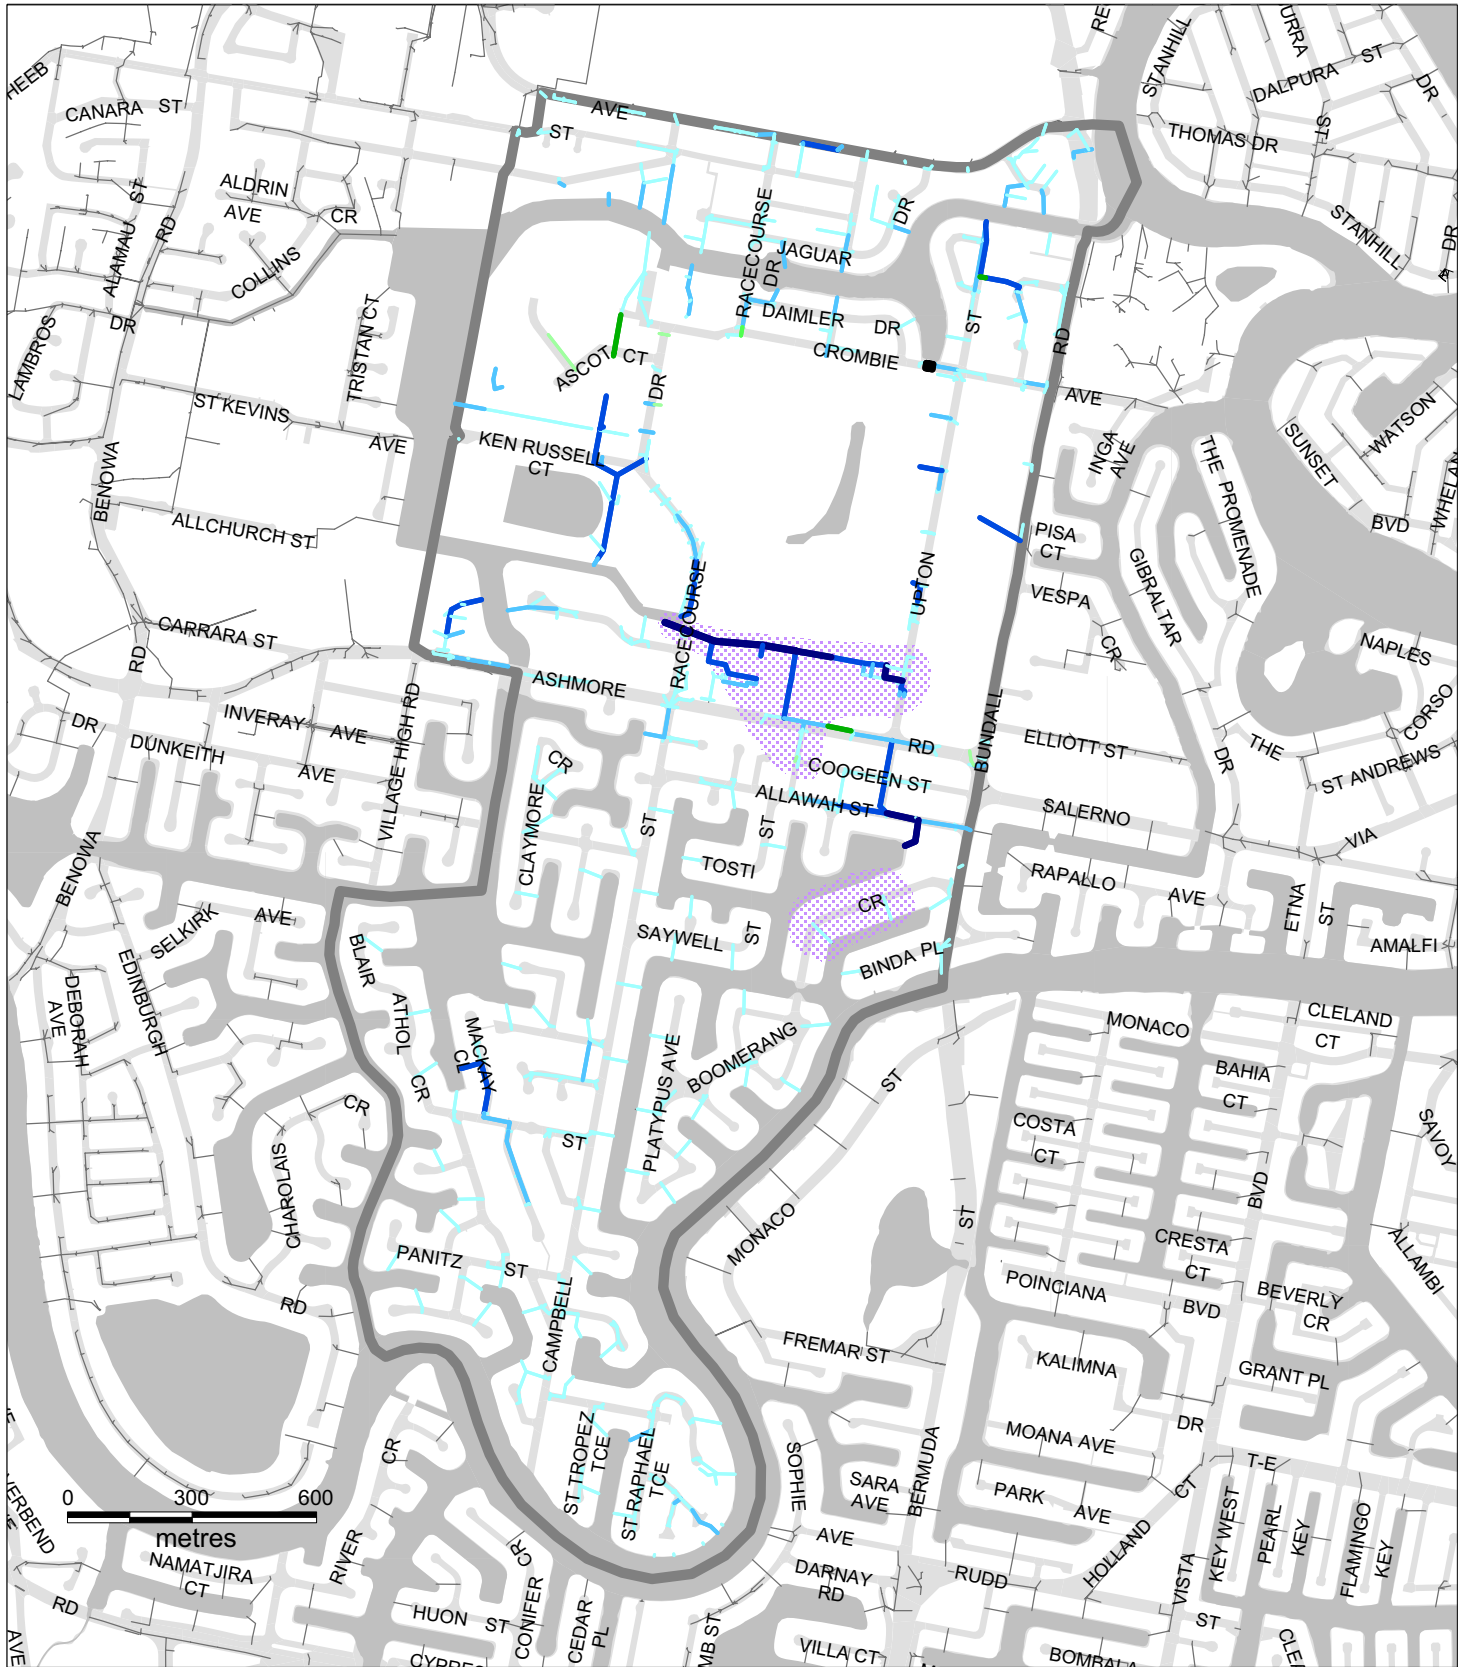 HEEB
CANARA ST
ALDRIN
AVE
CR
ALAMAU ST
RD
COLLINS
DR
LAMBROS
TRISTAN CT
ST KEVINS
AVE
BENOWA
ALLCHURCH ST
CARRARA ST
RD
DR
INVERAY AVE
DUNKEITH
AVE
VILLAGE HIGH RD
BENOWA
SELKIRK
AVE
EDINBURGH
DEBORAH
AVE
AVE
ST
RACECOURSE
DR
JAGUAR
DR
DAIMLER
DR
CROMBIE
AVE
ST
RD
ASCOT
CT
DR
KEN RUSSELL
CT
RACECOURSE
UPTON
ASHMORE
RD
COOGEEN ST
ALLAWAH ST
CLAYMORE
CR
ST
ST
TOSTI
SAYWELL
ST
CR
BINDA PL
BUNDALL
BLAIR
ATHOL
CR
MACKAY
CL
ST
PLATYPUS AVE
BOOMERANG
CR
CHAROLAIS
RD
PANITZ
ST
CAMPBELL
ST TROPEZ
TCE
ST RAPHAEL
TCE
MONACO
ST
FREMAR ST
ST
BERMUDA
SOPHIE
SARA
AVE
AVE
DARNAY
RD
VILLA CT
STANHILL
DALPURA ST
DR
URRA
ST
THOMAS DR
STANHILL
DR
RE
INGA
AVE
THE PROMENADE
SUNSET
WATSON
BVD
WHELAN
PISA
CT
GIBRALTAR
VESPA
CR
DR
NAPLES
CORSO
THE
ST ANDREWS
ELLIOTT ST
SALERNO
VIA
RAPALLO
AVE
ETNA
ST
AMALFI
CLELAND
CT
MONACO
BAHIA
CT
COSTA
CT
SAVOY
BVD
CRESTA
CT
ALLAMBI
POINCIANA
BVD
BEVERLY
CR
KALIMNA
GRANT PL
DR
MOANA AVE
T-E
PARK
AVE
CT
HOLLAND
KEY WEST
PEARL
KEY
FLAMINGO
KEY
VISTA
RUDD
ST
0 300 600
metres
NAMATJIRA
CT
RD
AVE
RIVER
CR
HUON ST
CONIFER
CR
CEDAR
PL
MB ST